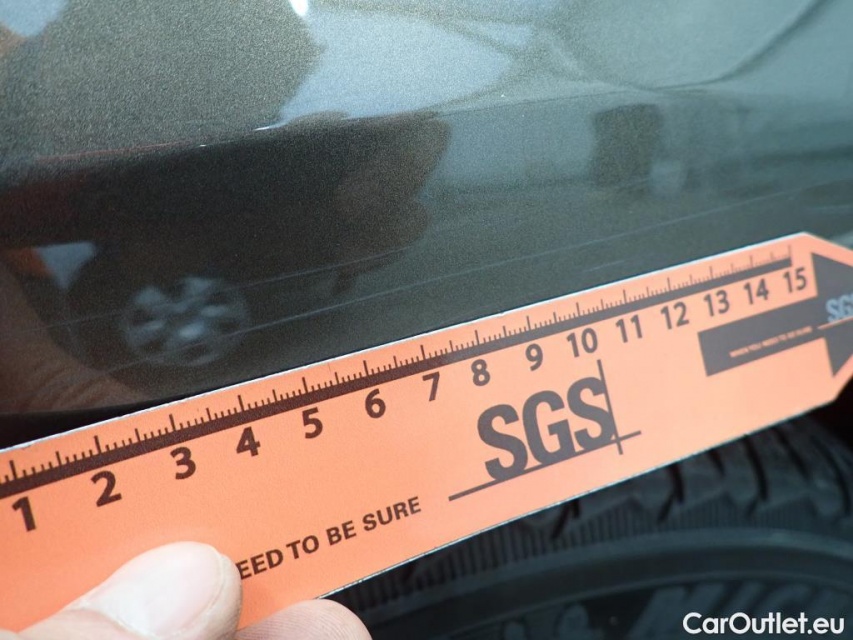 1 2 3 4 5 6 7 8 9 10 11 12 13 14 15
SGS
SGS
EED TO BE SURE
CarOutlet.eu